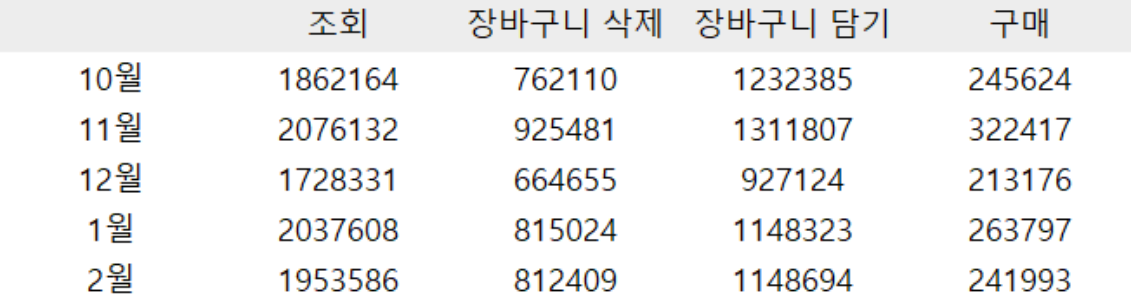 조회 장바구니 삭제 장바구니 담기 구매
10월 1862164 762110 1232385 245624
11월 2076132 925481 1311807 322417
12월 1728331 664655 927124 213176
1월 2037608 815024 1148323 263797
2월 1953586 812409 1148694 241993